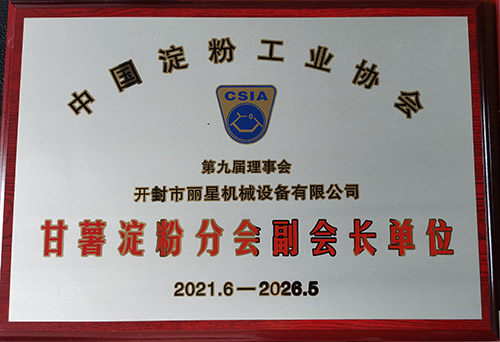 中国淀粉工业协会
CSIA
第九届理事会
开封市丽星机械设备有限公司
甘薯淀粉分会副会长单位
2021.6—2026.5